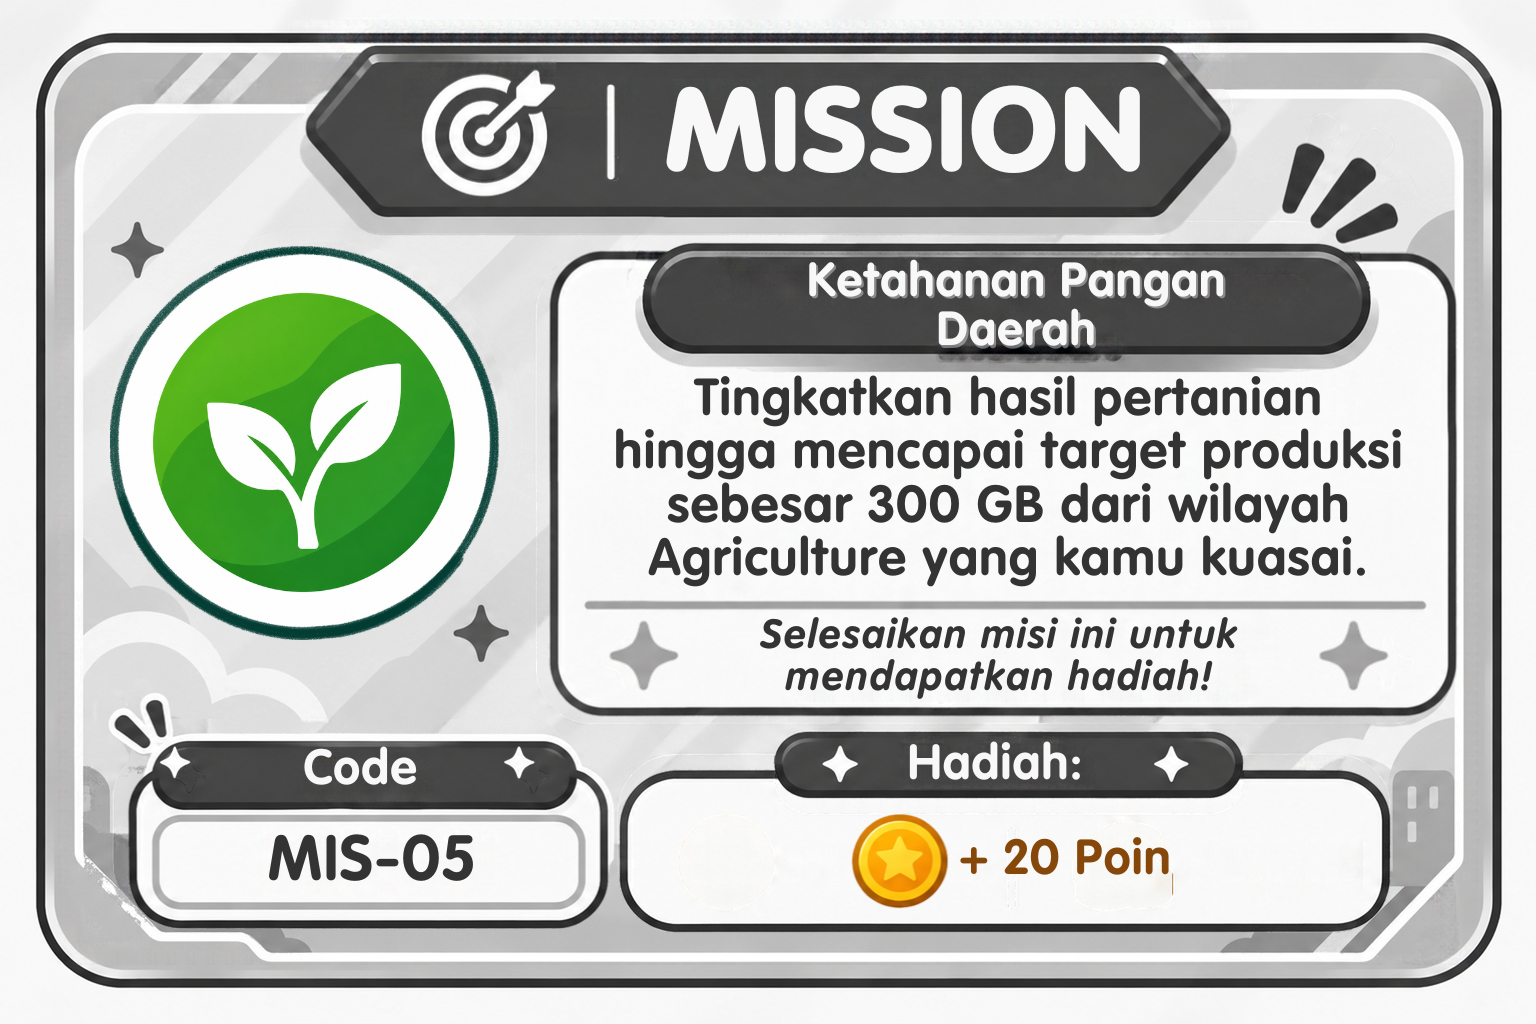 MISSION
Ketahanan Pangan
Daerah
Tingkatkan hasil pertanian
hingga mencapai target produksi
sebesar 300 GB dari wilayah
Agriculture yang kamu kuasai.
Selesaikan misi ini untuk
mendapatkan hadiah!
Code
MIS-05
Hadiah:
+ 20 Poin